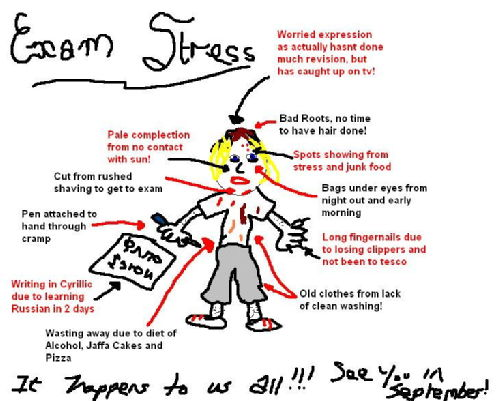 Exam Stress
Worried expression
as actually hasnt done
much revision, but
has caught up on tv!
Bad Roots, no time
to have hair done!
Pale complection
from no contact
with sun!
Spots showing from
stress and junk food
Cut from rushed
shaving to get to exam
Bags under eyes from
night out and early
morning
Pen attached to
hand through
cramp
Long fingernails due
to losing clippers and
not been to tesco
Writing in Cyrillic
due to learning
Russian in 2 days
Old clothes from lack
of clean washing!
Wasting away due to diet of
Alcohol, Jaffa Cakes and
Pizza
It happens to us all!!! See you in
September!